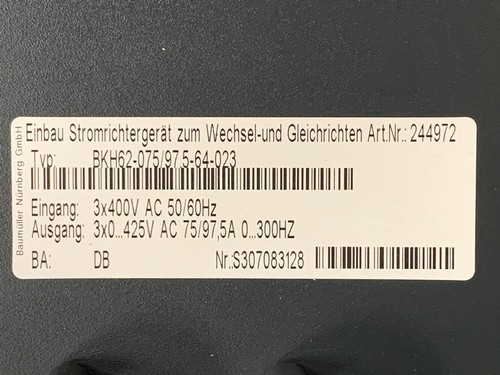 Baumüller Nürnberg GmbH
Einbau Stromrichtergerät zum Wechsel-und Gleichrichten Art.Nr.: 244972
Typ: BKH62-075/97,5-64-023
Eingang: 3x400V AC 50/60Hz
Ausgang: 3x0...425V AC 75/97,5A 0...300HZ
BA: DB Nr.:S307083128